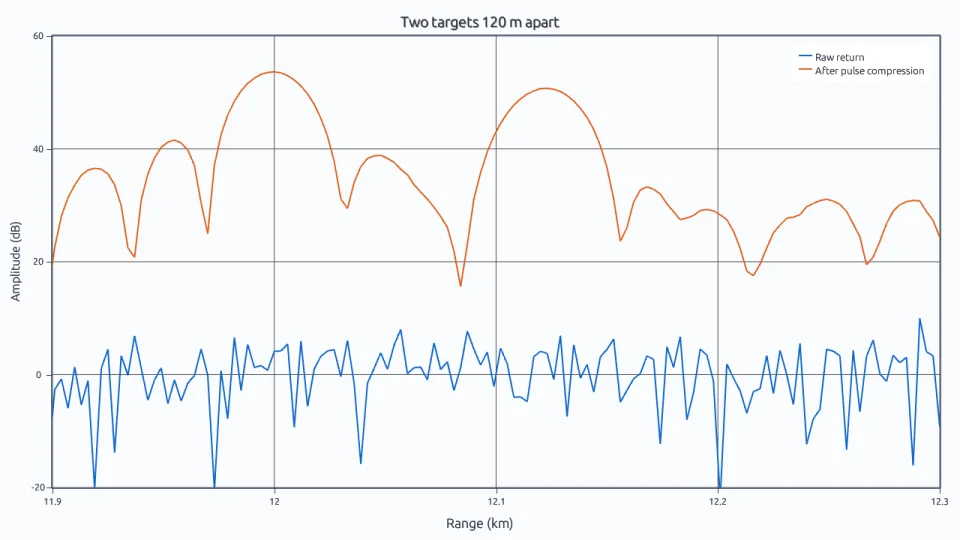 Two targets 120 m apart
Raw return
After pulse compression
Amplitude (dB)
60
40
20
0
-20
11.9
12
12.1
12.2
12.3
Range (km)